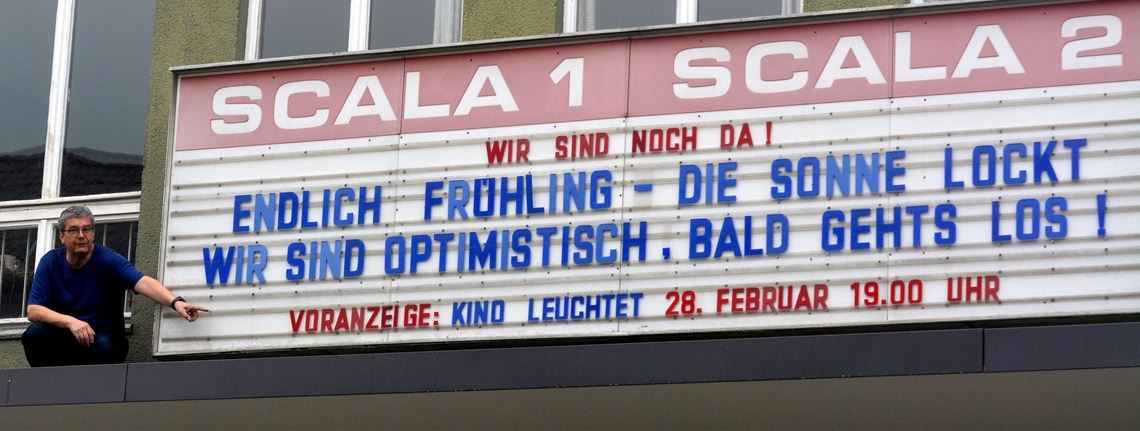 SCALA 1 SCALA 2
WIR SIND NOCH DA!
ENDLICH FRÜHLING - DIE SONNE LOCKT
WIR SIND OPTIMISTISCH, BALD GEHTS LOS!
VORANZEIGE: KINO LEUCHTET 28. FEBRUAR 19.00 UHR